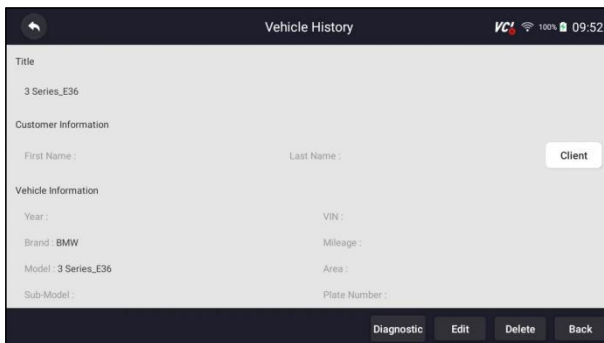 Vehicle History VCI 100% 09:52
Title
3 Series_E36
Customer Information
First Name : Last Name : Client
Vehicle Information
Year : VIN :
Brand : BMW Mileage :
Model : 3 Series_E36 Area :
Sub-Model : Plate Number :
Diagnostic Edit Delete Back